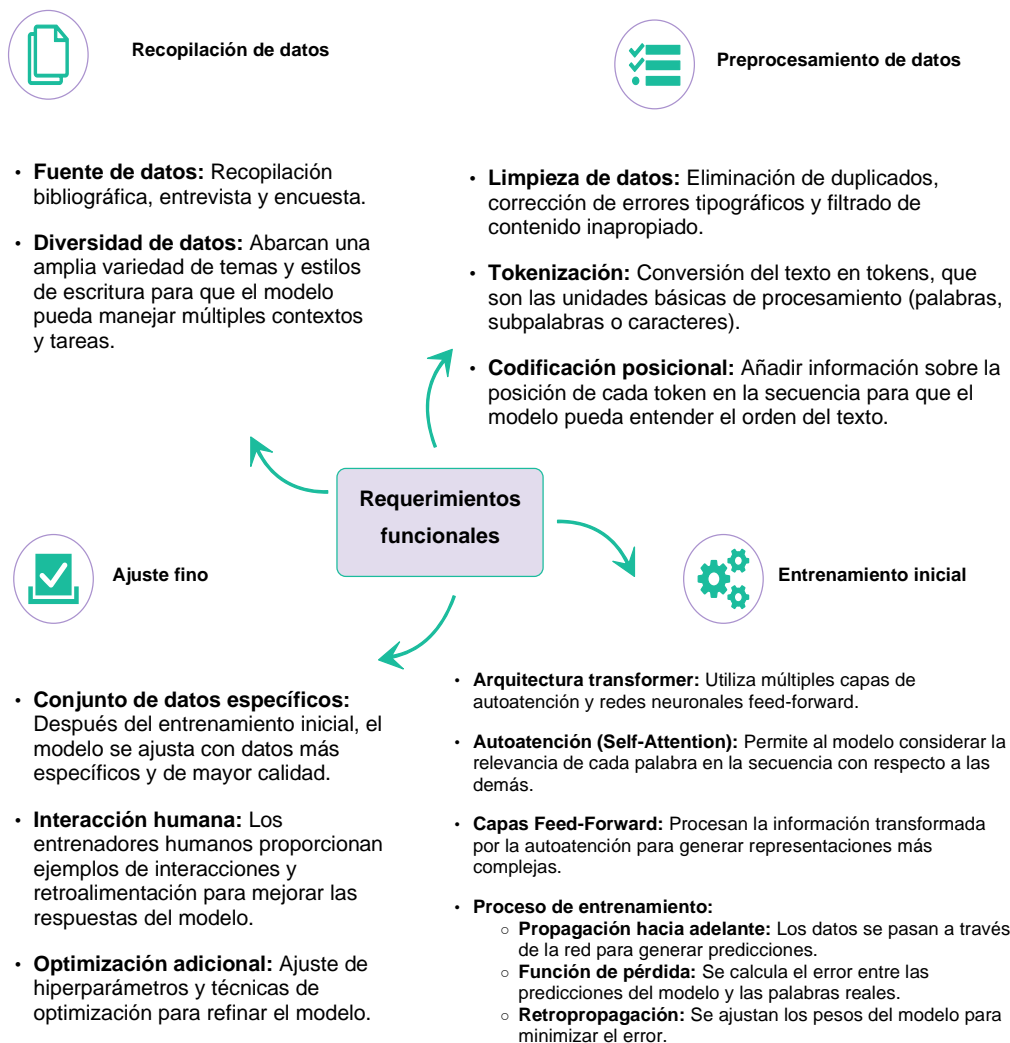 Recopilación de datos
• Fuente de datos: Recopilación
bibliográfica, entrevista y encuesta.
• Diversidad de datos: Abarcan una
amplia variedad de temas y estilos
de escritura para que el modelo
pueda manejar múltiples contextos
y tareas.
Preprocesamiento de datos
• Limpieza de datos: Eliminación de duplicados,
corrección de errores tipográficos y filtrado de
contenido inapropiado.
• Tokenización: Conversión del texto en tokens, que
son las unidades básicas de procesamiento (palabras,
subpalabras o caracteres).
• Codificación posicional: Añadir información sobre la
posición de cada token en la secuencia para que el
modelo pueda entender el orden del texto.
Requerimientos
funcionales
Ajuste fino
• Conjunto de datos específicos:
Después del entrenamiento inicial, el
modelo se ajusta con datos más
específicos y de mayor calidad.
• Interacción humana: Los
entrenadores humanos proporcionan
ejemplos de interacciones y
retroalimentación para mejorar las
respuestas del modelo.
• Optimización adicional: Ajuste de
hiperparámetros y técnicas de
optimización para refinar el modelo.
Entrenamiento inicial
• Arquitectura transformer: Utiliza múltiples capas de
autoatención y redes neuronales feed-forward.
• Autoatención (Self-Attention): Permite al modelo considerar la
relevancia de cada palabra en la secuencia con respecto a las
demás.
• Capas Feed-Forward: Procesan la información transformada
por la autoatención para generar representaciones más
complejas.
• Proceso de entrenamiento:
○ Propagación hacia adelante: Los datos se pasan a través
de la red para generar predicciones.
○ Función de pérdida: Se calcula el error entre las
predicciones del modelo y las palabras reales.
○ Retropropagación: Se ajustan los pesos del modelo para
minimizar el error.